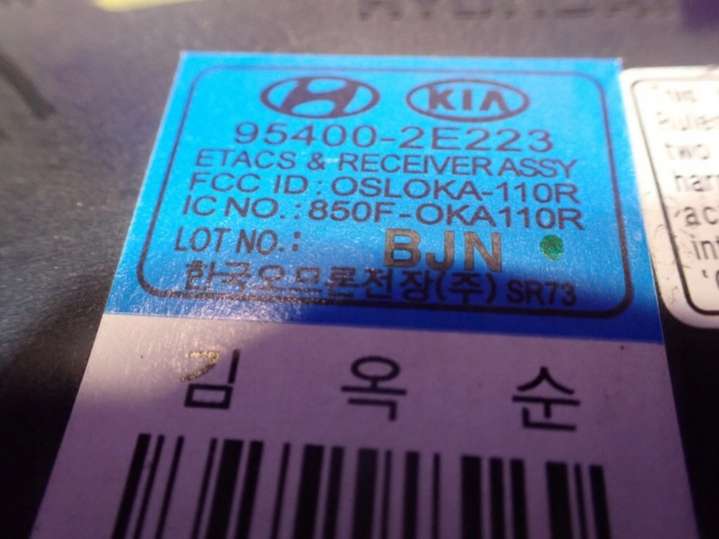 KIA
95400-2E223
ETACS & RECEIVER ASSY
FCC ID : OSLOKA-110R
IC NO. : 850F-OKA110R
LOT NO.: BJN
한국오므론전장(주) SR73
김 옥 순
two